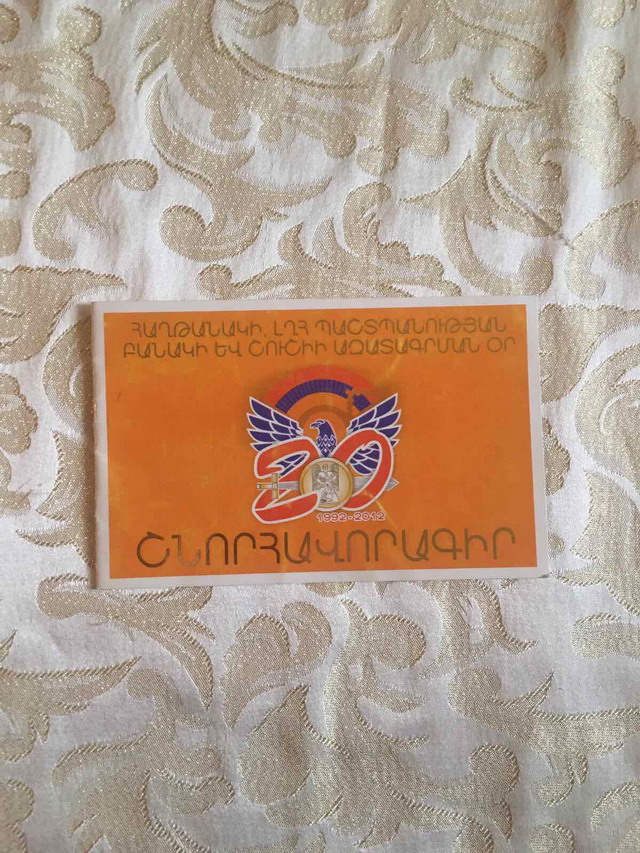 ՀԱՂԹԱՆԱԿԻ, ԼՂՀ ՊԱՇՏՊԱՆՈՒԹՅԱՆ
ԲԱՆԱԿԻ ԵՎ ՇՈՒՇԻԻ ԱԶԱՏԱԳՐՄԱՆ ՕՐ
20
1992-2012
ՇՆՈՐՀԱՎՈՐԱԳԻՐ